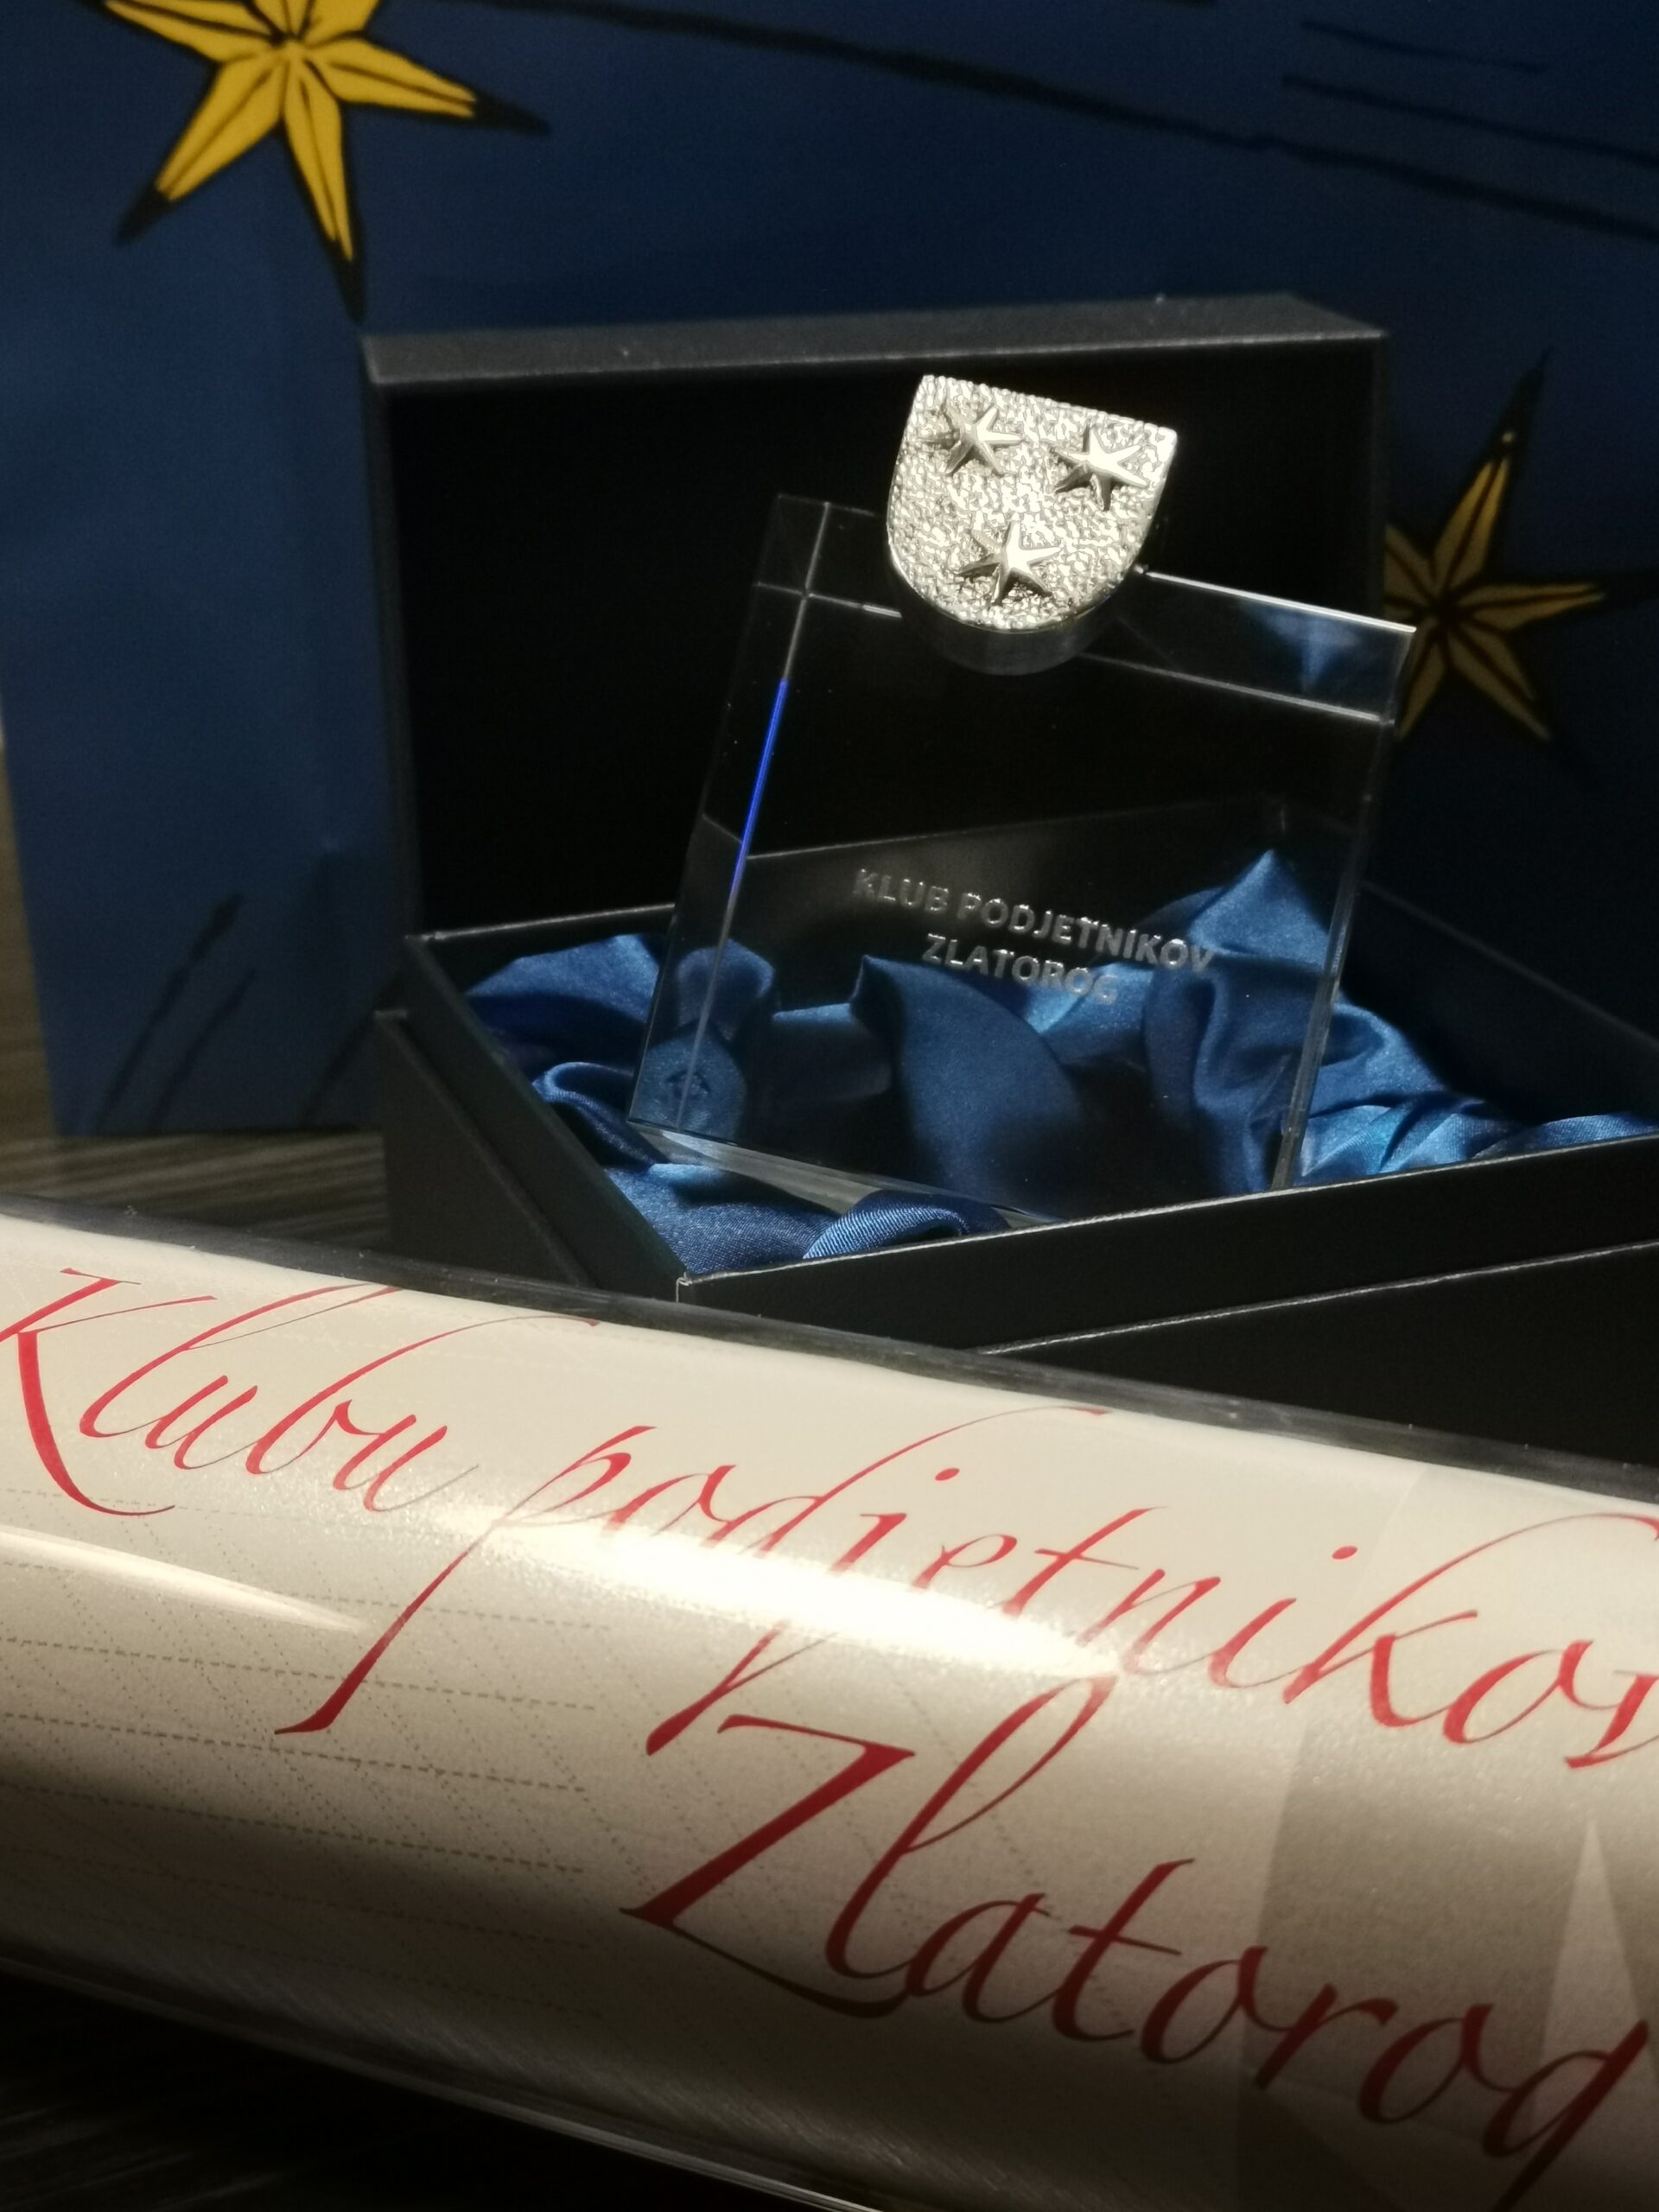 KLUB PODJETNIKOV
ZLATOROG
Klubu podjetnikov
Zlatorog